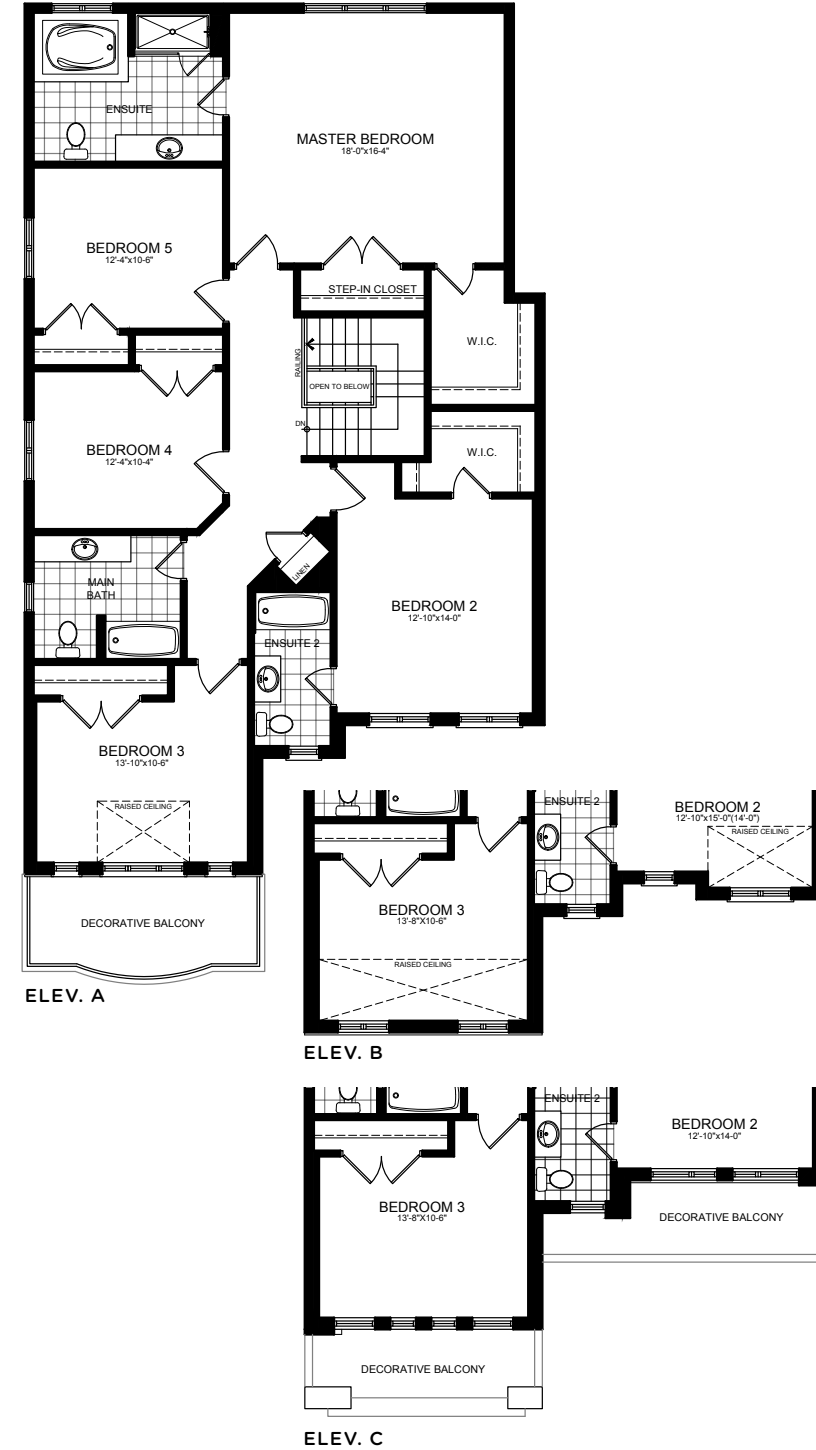 ENSUITE
MASTER BEDROOM
18'-0"x16-4"
BEDROOM 5
12'-4"x10-6"
STEP-IN CLOSET
W.I.C.
RAILING
OPEN TO BELOW
DN
BEDROOM 4
12'-4"x10-4"
W.I.C.
LINEN
MAIN
BATH
BEDROOM 2
12'-10"x14-0"
ENSUITE 2
BEDROOM 3
13'-10"x10-6"
RAISED CEILING
DECORATIVE BALCONY
ELEV. A
ENSUITE 2
BEDROOM 2
12'-10"x15'-0"(14'-0")
RAISED CEILING
BEDROOM 3
13'-8"X10-6"
RAISED CEILING
ELEV. B
ENSUITE 2
BEDROOM 2
12'-10"x14-0"
BEDROOM 3
13'-8"X10-6"
DECORATIVE BALCONY
DECORATIVE BALCONY
ELEV. C